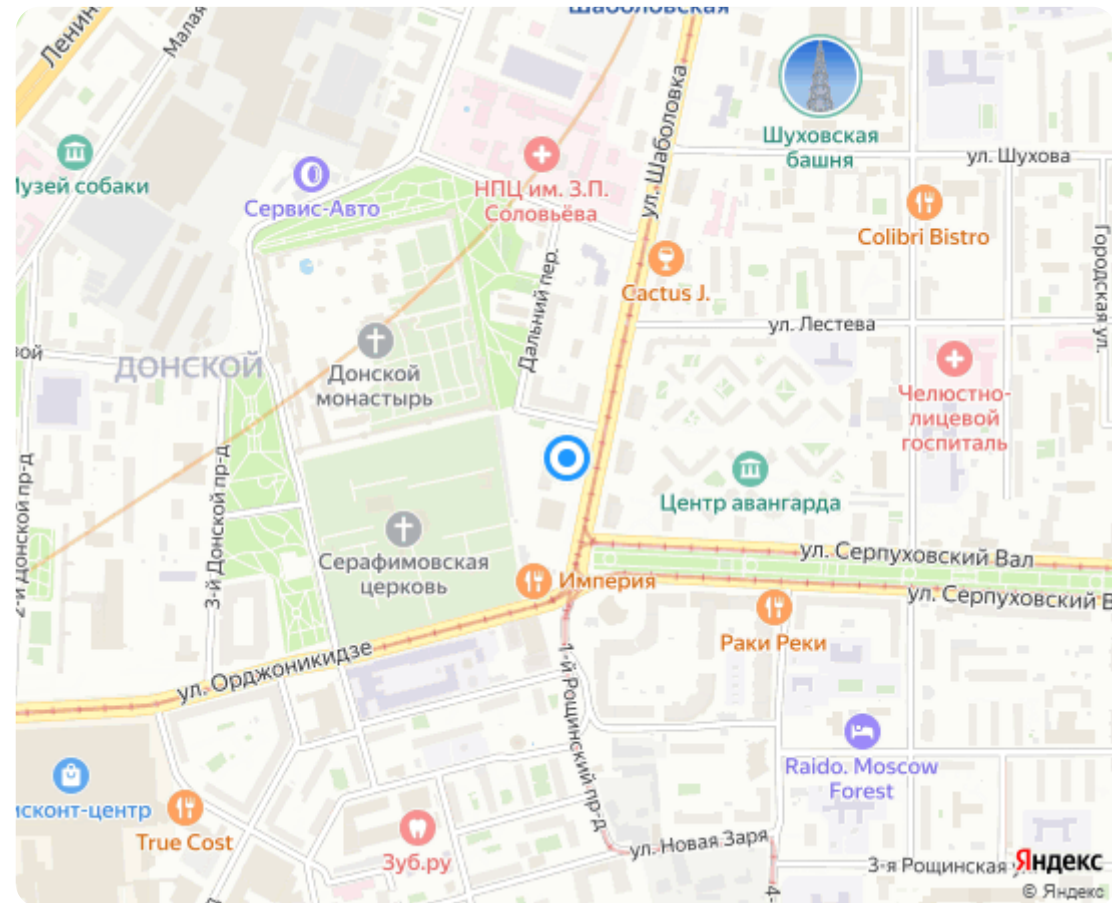 Шаболовская
Ленин
Малая
ул. Шаболовка
Шуховская
башня
ул. Шухова
Музей собаки
Сервис-Авто
НПЦ им. З.П.
Соловьёва
Colibri Bistro
Городская ул.
Cactus J.
Дальний пер.
ул. Лестева
вой
ДОНСКОЙ
Донской
монастырь
Челюстно-
лицевой
госпиталь
2-й Донской пр-д
3-й Донской пр-д
Центр авангарда
Серафимовская
церковь
ул. Серпуховский Вал
Империя
ул. Серпуховский В
Раки Реки
ул. Орджоникидзе
1-й Рощинский пр-д
Raido. Moscow
Forest
исконт-центр
True Cost
Зуб.ру
ул. Новая Заря
3-я Рощинская ул.
4-
Яндекс
© Яндекс